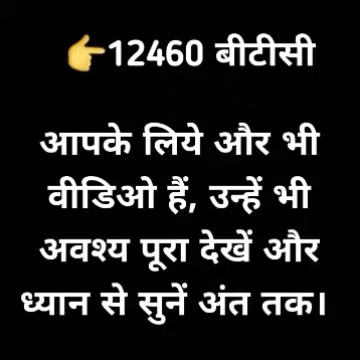 👉12460 बीटीसी
आपके लिये और भी
वीडिओ हैं, उन्हें भी
अवश्य पूरा देखें और
ध्यान से सुनें अंत तक।